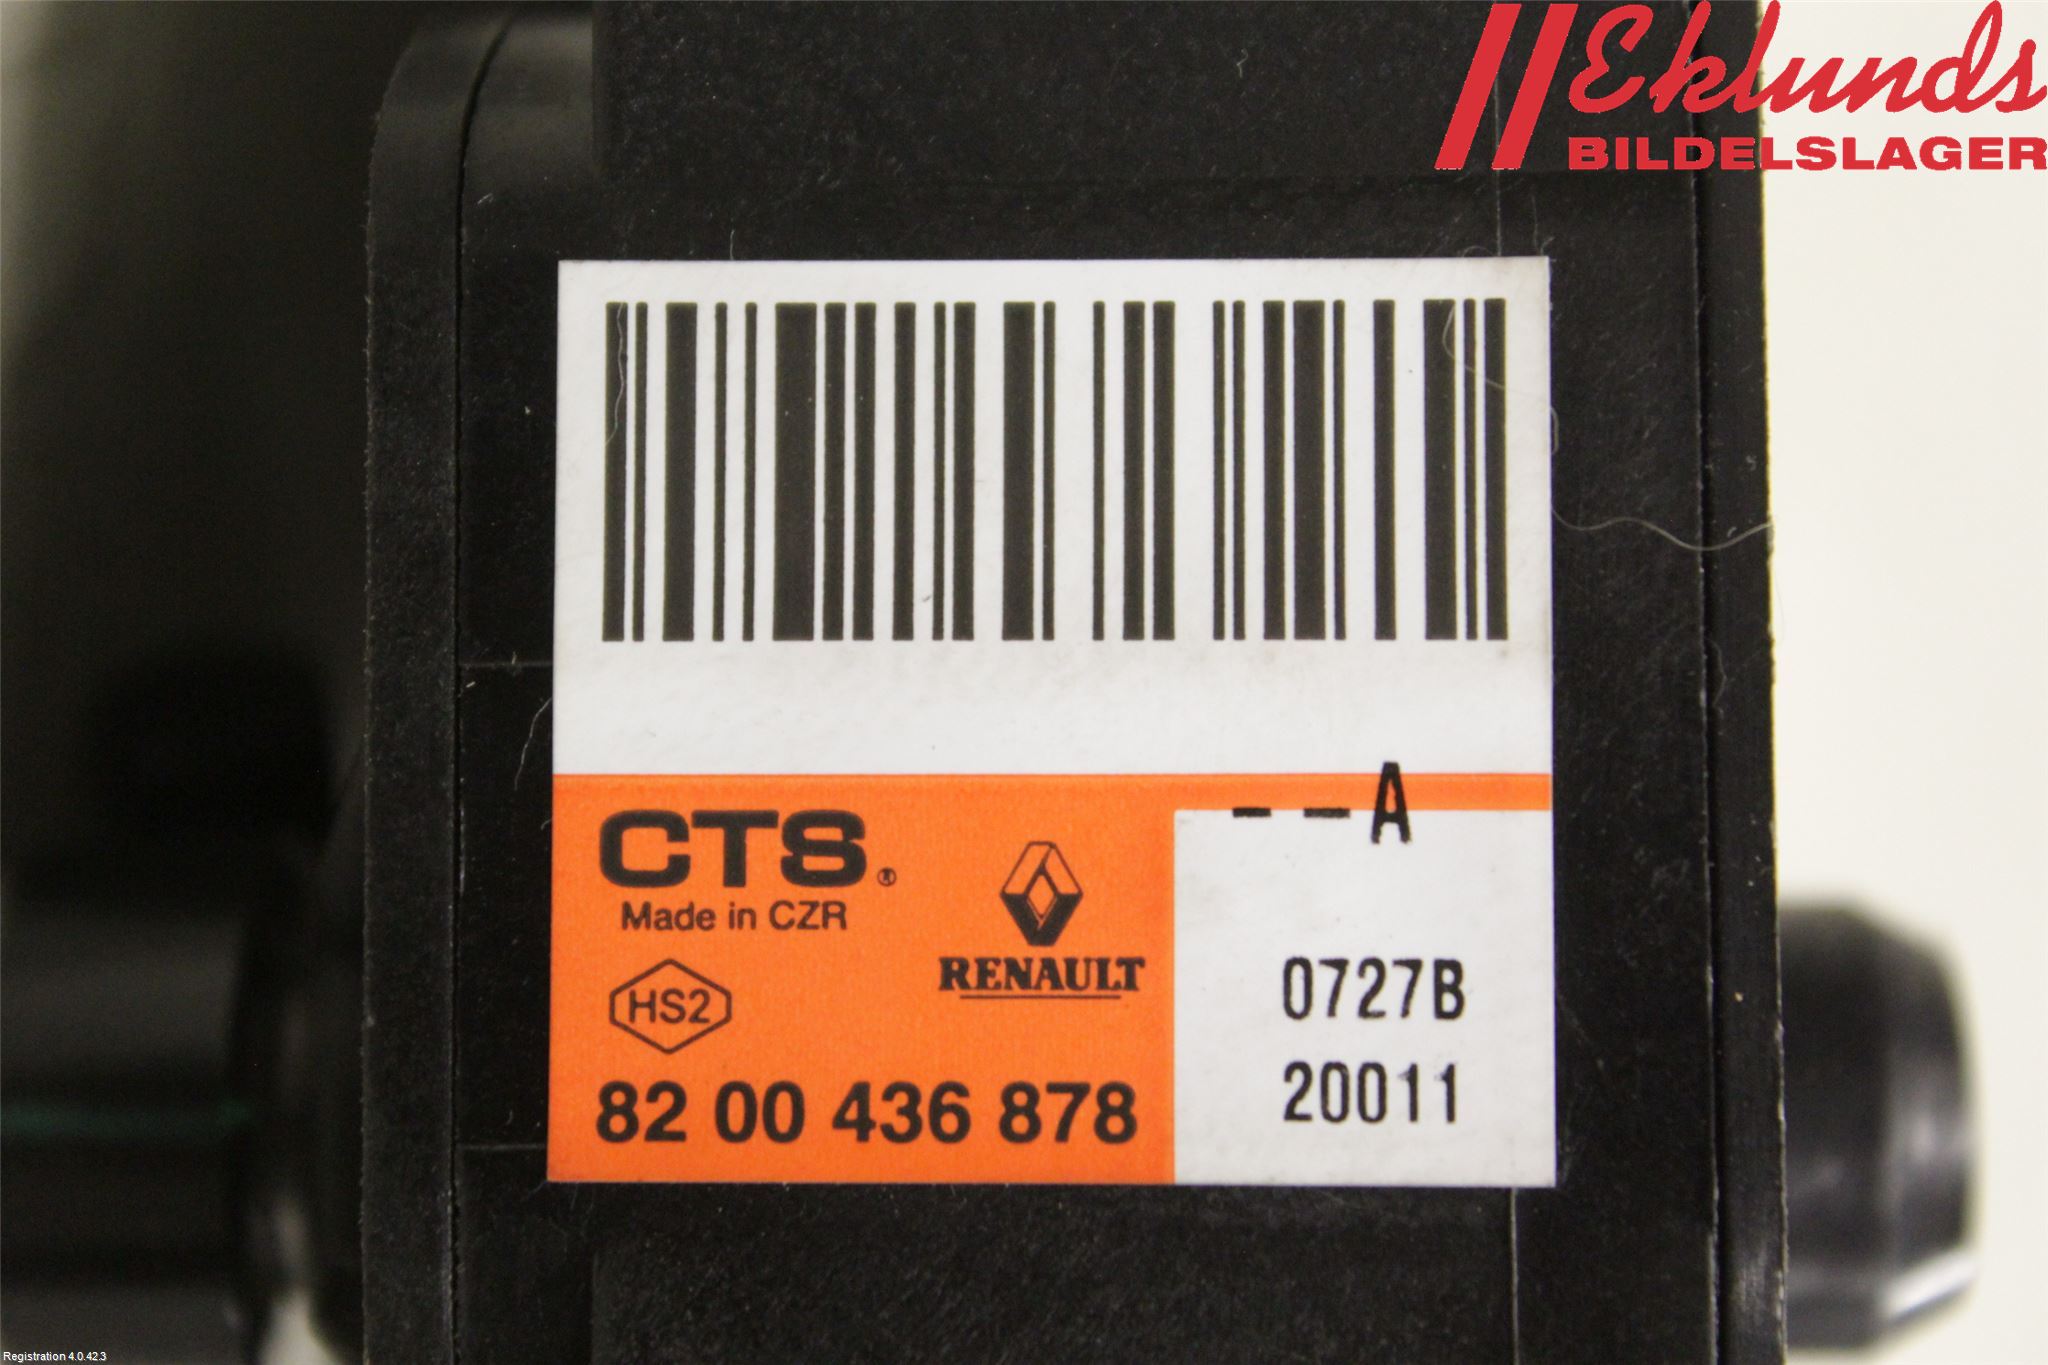 Eklunds
BILDELSLAGER
– – A
CTS®
Made in CZR
RENAULT
HS2
82 00 436 878
0727B
20011
Registration 4.0.42.3